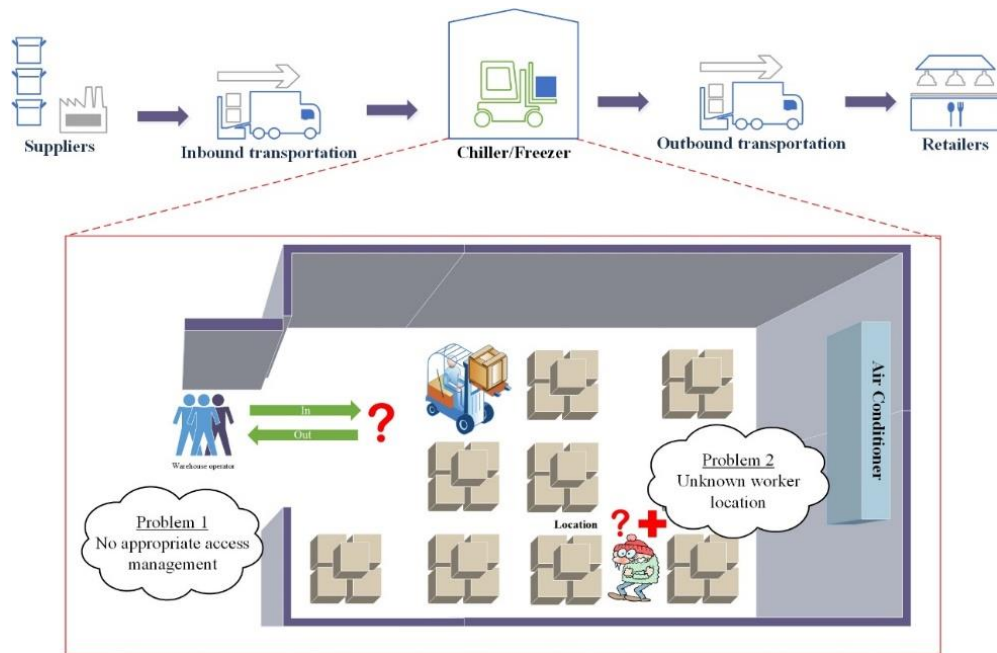 Suppliers
Inbound transportation
Chiller/Freezer
Outbound transportation
Retailers
In
Out
?
Warehouse operator
Problem 1
No appropriate access
management
Problem 2
Unknown worker
location
Location
?
Air Conditioner